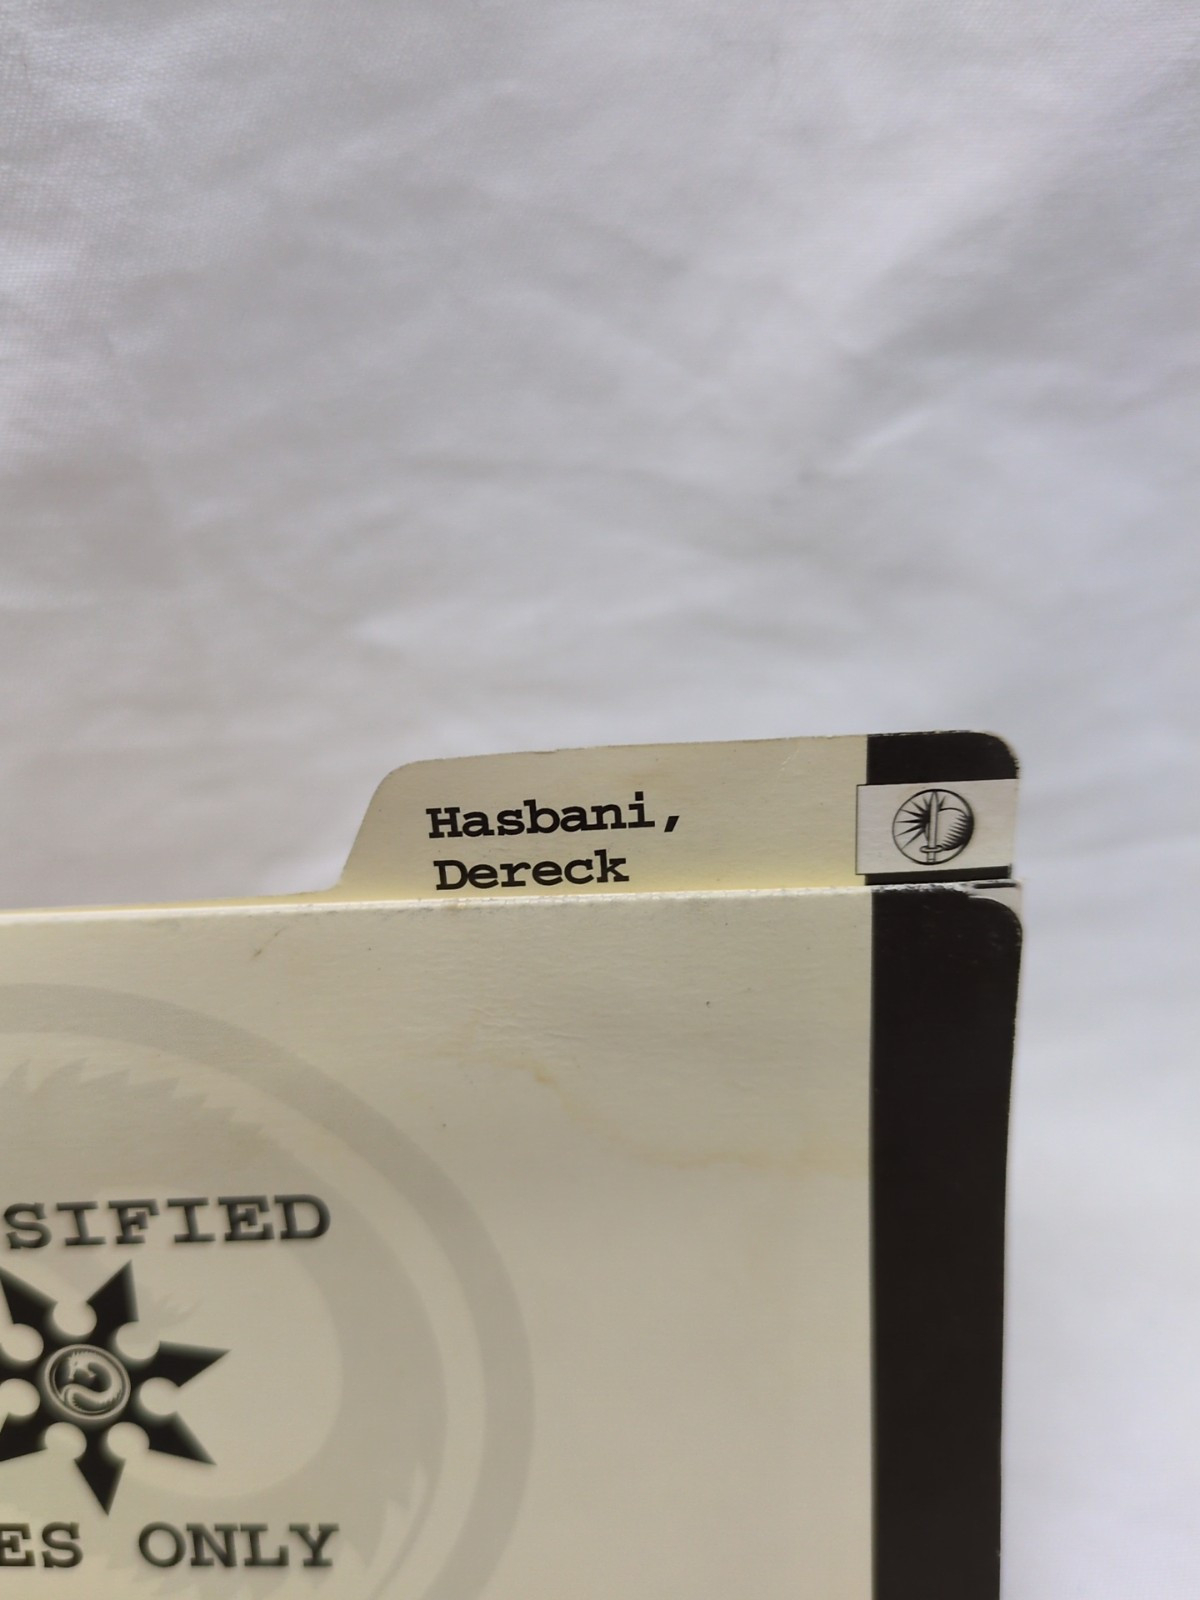 Hasbani,
Dereck
SIFIED
ES ONLY